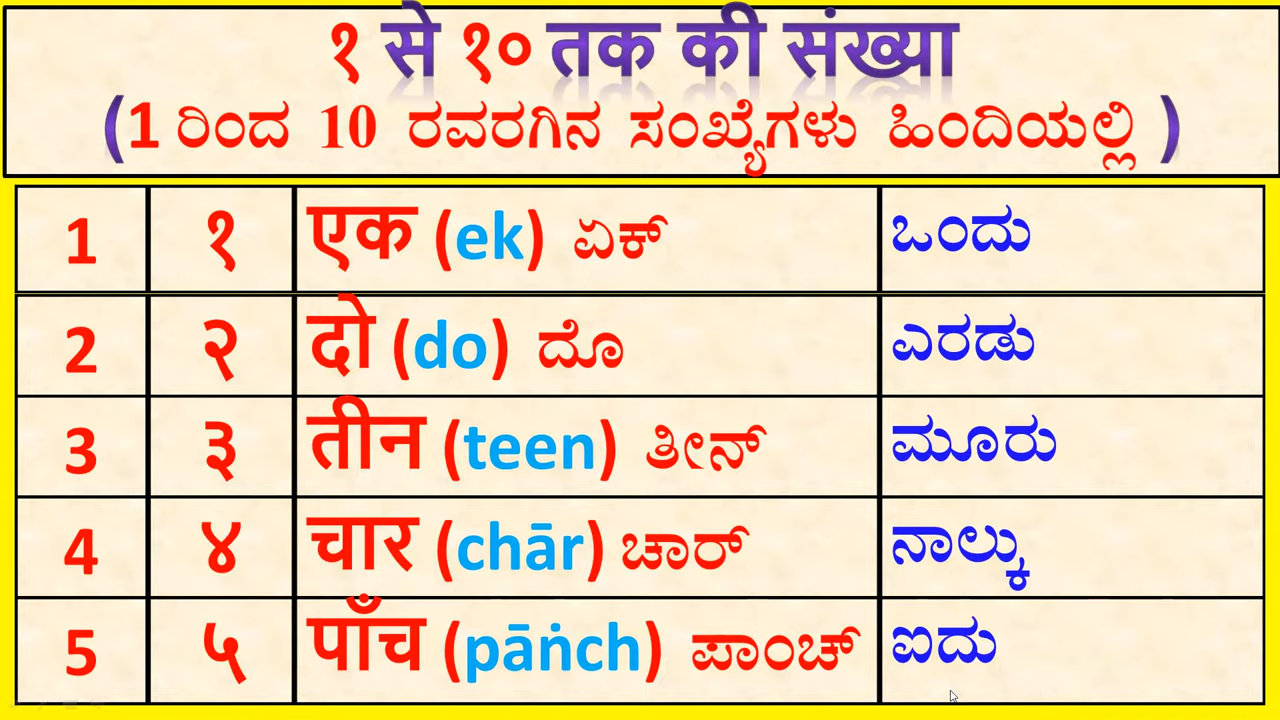 १ से १० तक की संख्या
(1 ರಿಂದ 10 ರವರಗಿನ ಸಂಖ್ಯೆಗಳು ಹಿಂದಿಯಲ್ಲಿ )
1 १ एक (ek) ಏಕ್ ಒಂದು
2 २ दो (do) ದೊ ಎರಡು
3 ३ तीन (teen) ತೀನ್ ಮೂರು
4 ४ चार (chār) ಚಾರ್ ನಾಲ್ಕು
5 ५ पाँच (pāṅch) ಪಾಂಚ್ ಐದು